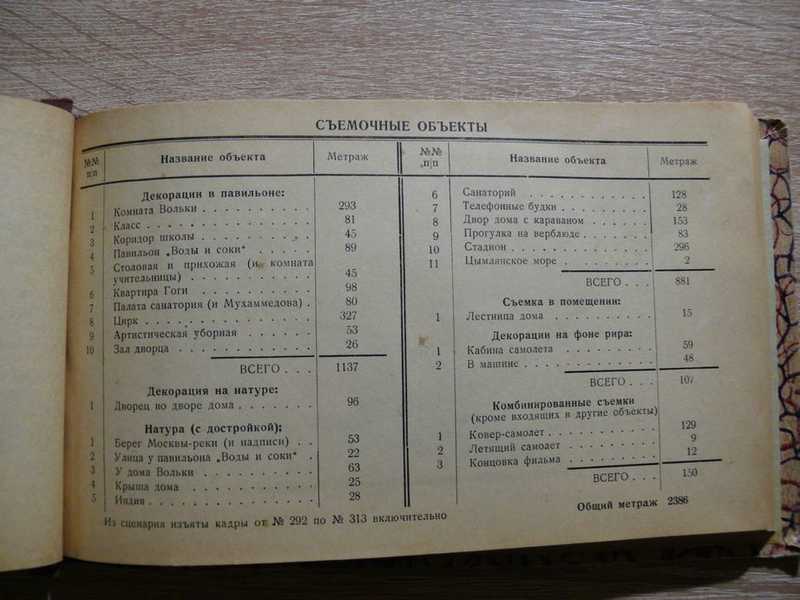 СЪЕМОЧНЫЕ ОБЪЕКТЫ
№№ п/п Название объекта Метраж
Декорации в павильоне:
1 Комната Вольки . . . . . . . . . . 293
2 Класс . . . . . . . . . . . . . . . 81
3 Коридор школы . . . . . . . . . . 45
4 Павильон „Воды и соки“ . . . . . 89
5 Столовая и прихожая (и комната
учительницы) . . . . . . . . . . . 45
6 Квартира Гоги . . . . . . . . . . 98
7 Палата санатория (и Мухаммедова) . 80
8 Цирк . . . . . . . . . . . . . . . 327
9 Артистическая уборная . . . . . . 53
10 Зал дворца . . . . . . . . . . . . 26
ВСЕГО . . . 1137
Декорация на натуре:
1 Дворец во дворе дома . . . . . . . 96
Натура (с достройкой):
1 Берег Москвы-реки (и надписи) . . 53
2 Улица у павильона „Воды и соки“ . 22
3 У дома Вольки . . . . . . . . . . 63
4 Крыша дома . . . . . . . . . . . 25
5 Индия . . . . . . . . . . . . . . . 28
№№ п/п Название объекта Метраж
6 Санаторий . . . . . . . . . . . . 128
7 Телефонные будки . . . . . . . . . 28
8 Двор дома с караваном . . . . . . 153
9 Прогулка на верблюде . . . . . . . 83
10 Стадион . . . . . . . . . . . . . . 296
11 Цымлянское море . . . . . . . . . 2
ВСЕГО . . . 881
Съемка в помещении:
1 Лестница дома . . . . . . . . . . 15
Декорации на фоне рира:
1 Кабина самолета . . . . . . . . . 59
2 В машине . . . . . . . . . . . . . 48
ВСЕГО . . . 107
Комбинированные съемки
(кроме входящих в другие объекты)
1 Ковер-самолет . . . . . . . . . . . 129
2 Летящий самолет . . . . . . . . . 9
3 Концовка фильма . . . . . . . . . 12
ВСЕГО . . . 150
Общий метраж 2386
Из сценария изъяты кадры от № 292 по № 313 включительно